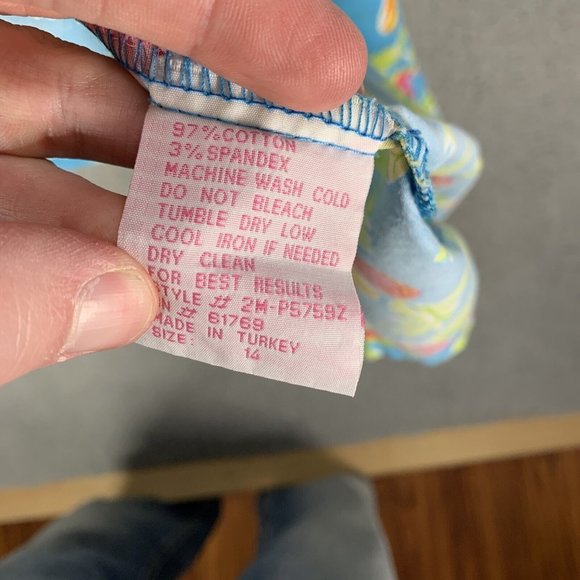 97% COTTON
3% SPANDEX
MACHINE WASH COLD
DO NOT BLEACH
TUMBLE DRY LOW
COOL IRON IF NEEDED
DRY CLEAN
FOR BEST RESULTS
STYLE # 2M-P5759Z
N # 61769
MADE IN TURKEY
SIZE: 14